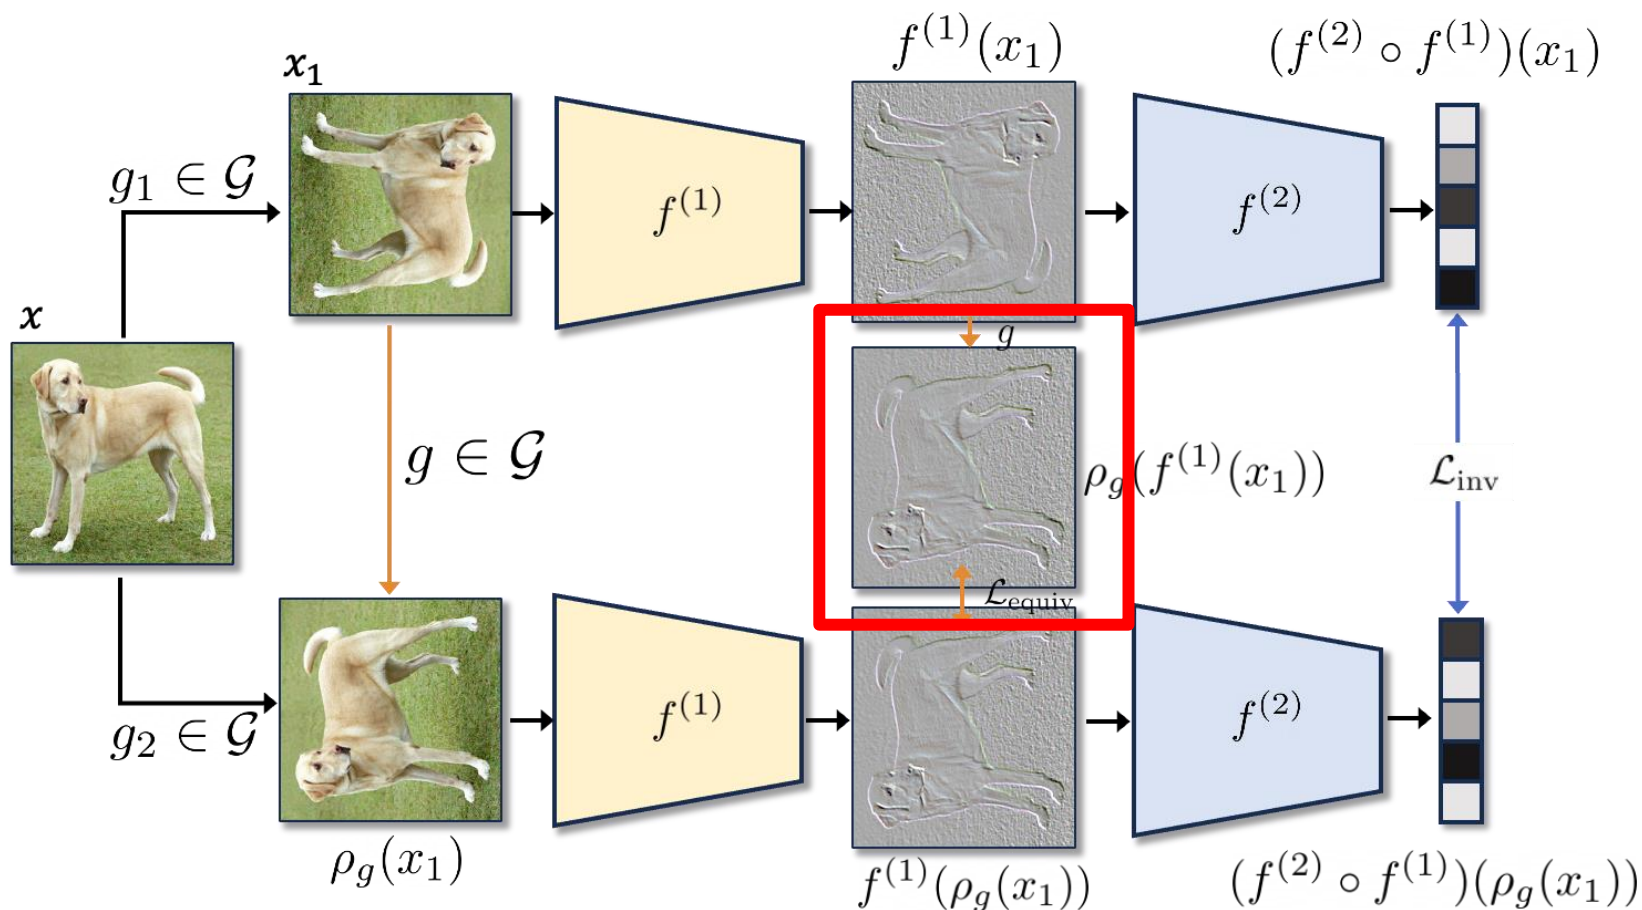 f^{(1)}(x_1)
(f^{(2)} ∘ f^{(1)})(x_1)
x_1
g_1 ∈ 𝒢
f^{(1)}
f^{(2)}
x
g
g ∈ 𝒢
ρ_g(f^{(1)}(x_1))
ℒ_inv
ℒ_equiv
g_2 ∈ 𝒢
f^{(1)}
f^{(2)}
ρ_g(x_1)
f^{(1)}(ρ_g(x_1))
(f^{(2)} ∘ f^{(1)})(ρ_g(x_1))